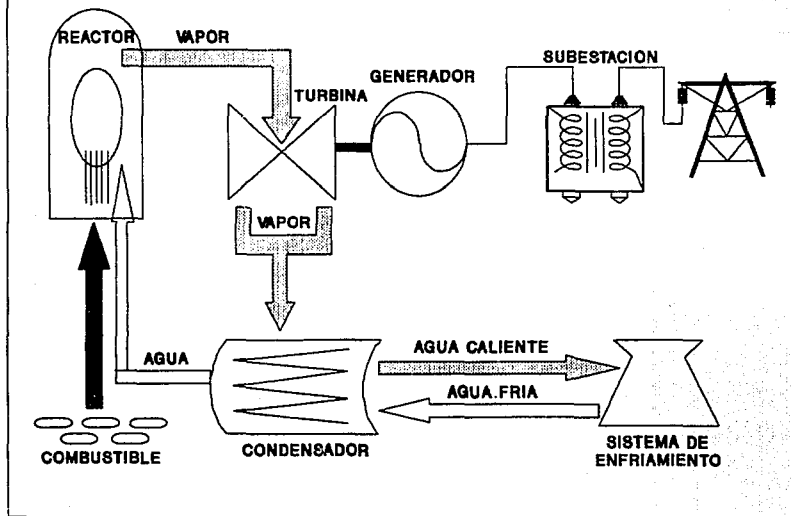 REACTOR
VAPOR
TURBINA
GENERADOR
SUBESTACION
VAPOR
AGUA
AGUA CALIENTE
AGUA.FRIA
COMBUSTIBLE
CONDENSADOR
SISTEMA DE
ENFRIAMIENTO